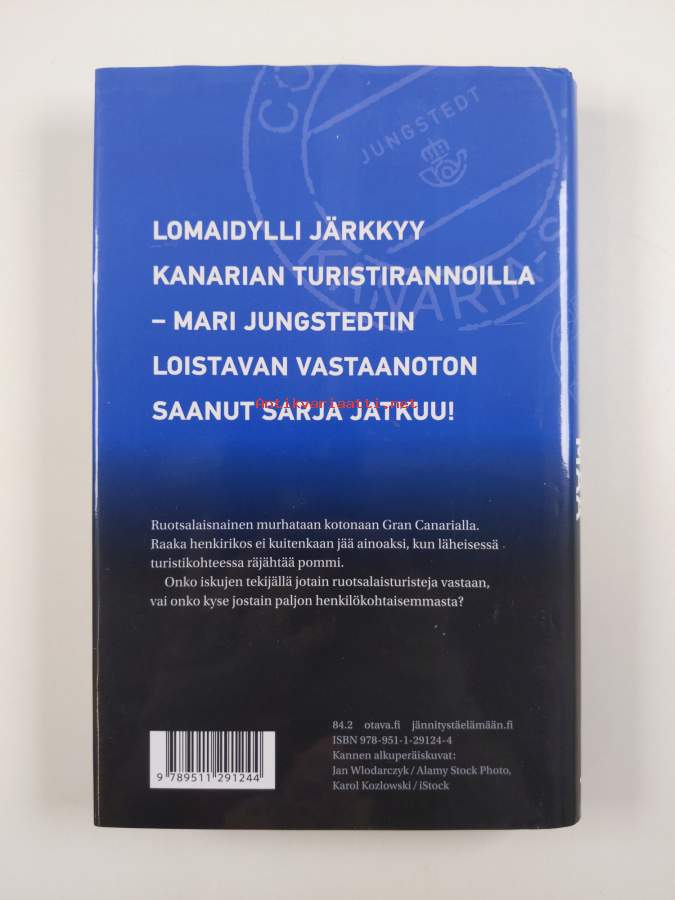 JUNGSTEDT
KANARIA-S
LOMAIDYLLI JÄRKKYY
KANARIAN TURISTIRANNOILLA
– MARI JUNGSTEDTIN
LOISTAVAN VASTAANOTON
SAANUT SARJA JATKUU!
Antikvariaatti.net
Ruotsalaisnainen murhataan kotonaan Gran Canarialla.
Raaka henkirikos ei kuitenkaan jää ainoaksi, kun läheisessä
turistikohteessa räjähtää pommi.
Onko iskujen tekijällä jotain ruotsalaisturisteja vastaan,
vai onko kyse jostain paljon henkilökohtaisemmasta?
84.2 otava.fi jännitystäelämään.fi
ISBN 978-951-1-29124-4
Kannen alkuperäiskuvat:
Jan Wlodarczyk / Alamy Stock Photo,
Karol Kozlowski / iStock
9 789511 291244